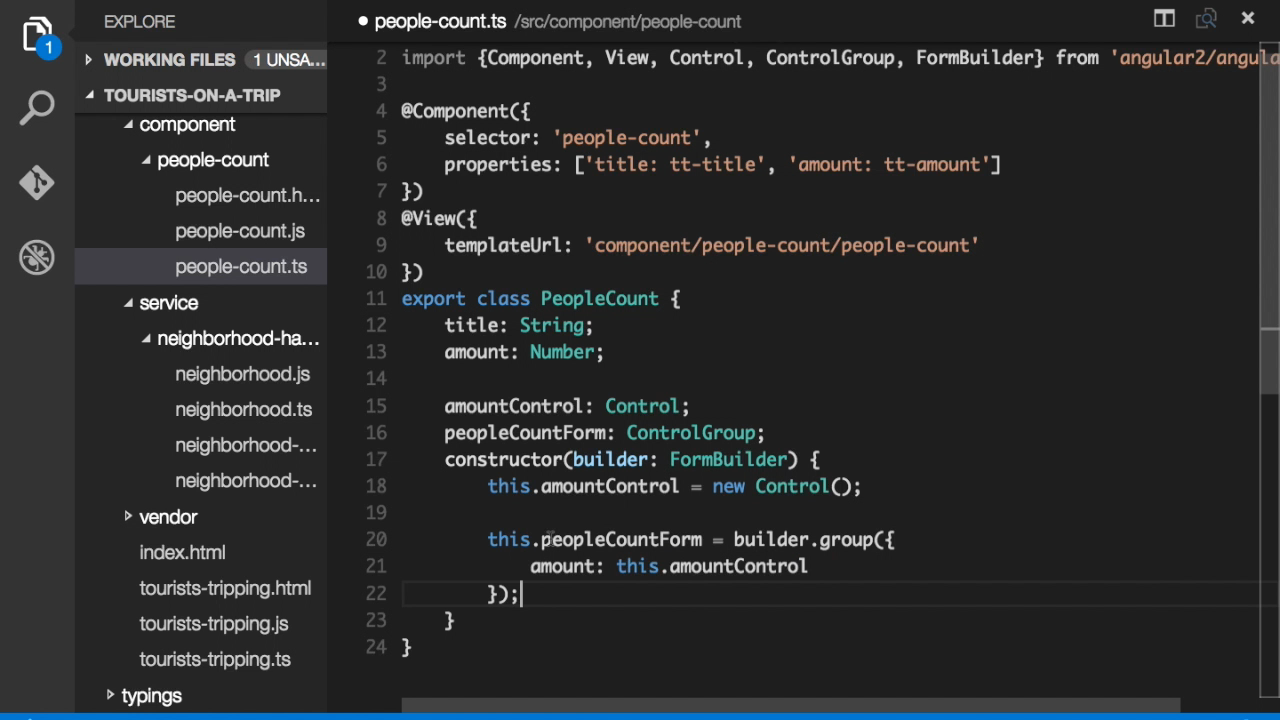 EXPLORE
1
WORKING FILES 1 UNSA...
TOURISTS-ON-A-TRIP
component
people-count
people-count.h...
people-count.js
people-count.ts
service
neighborhood-ha...
neighborhood.js
neighborhood.ts
neighborhood-...
neighborhood-...
vendor
index.html
tourists-tripping.html
tourists-tripping.js
tourists-tripping.ts
typings
people-count.ts /src/component/people-count
2 import {Component, View, Control, ControlGroup, FormBuilder} from 'angular2/angula
3
4 @Component({
5 selector: 'people-count',
6 properties: ['title: tt-title', 'amount: tt-amount']
7 })
8 @View({
9 templateUrl: 'component/people-count/people-count'
10 })
11 export class PeopleCount {
12 title: String;
13 amount: Number;
14
15 amountControl: Control;
16 peopleCountForm: ControlGroup;
17 constructor(builder: FormBuilder) {
18 this.amountControl = new Control();
19
20 this.peopleCountForm = builder.group({
21 amount: this.amountControl
22 });
23 }
24 }